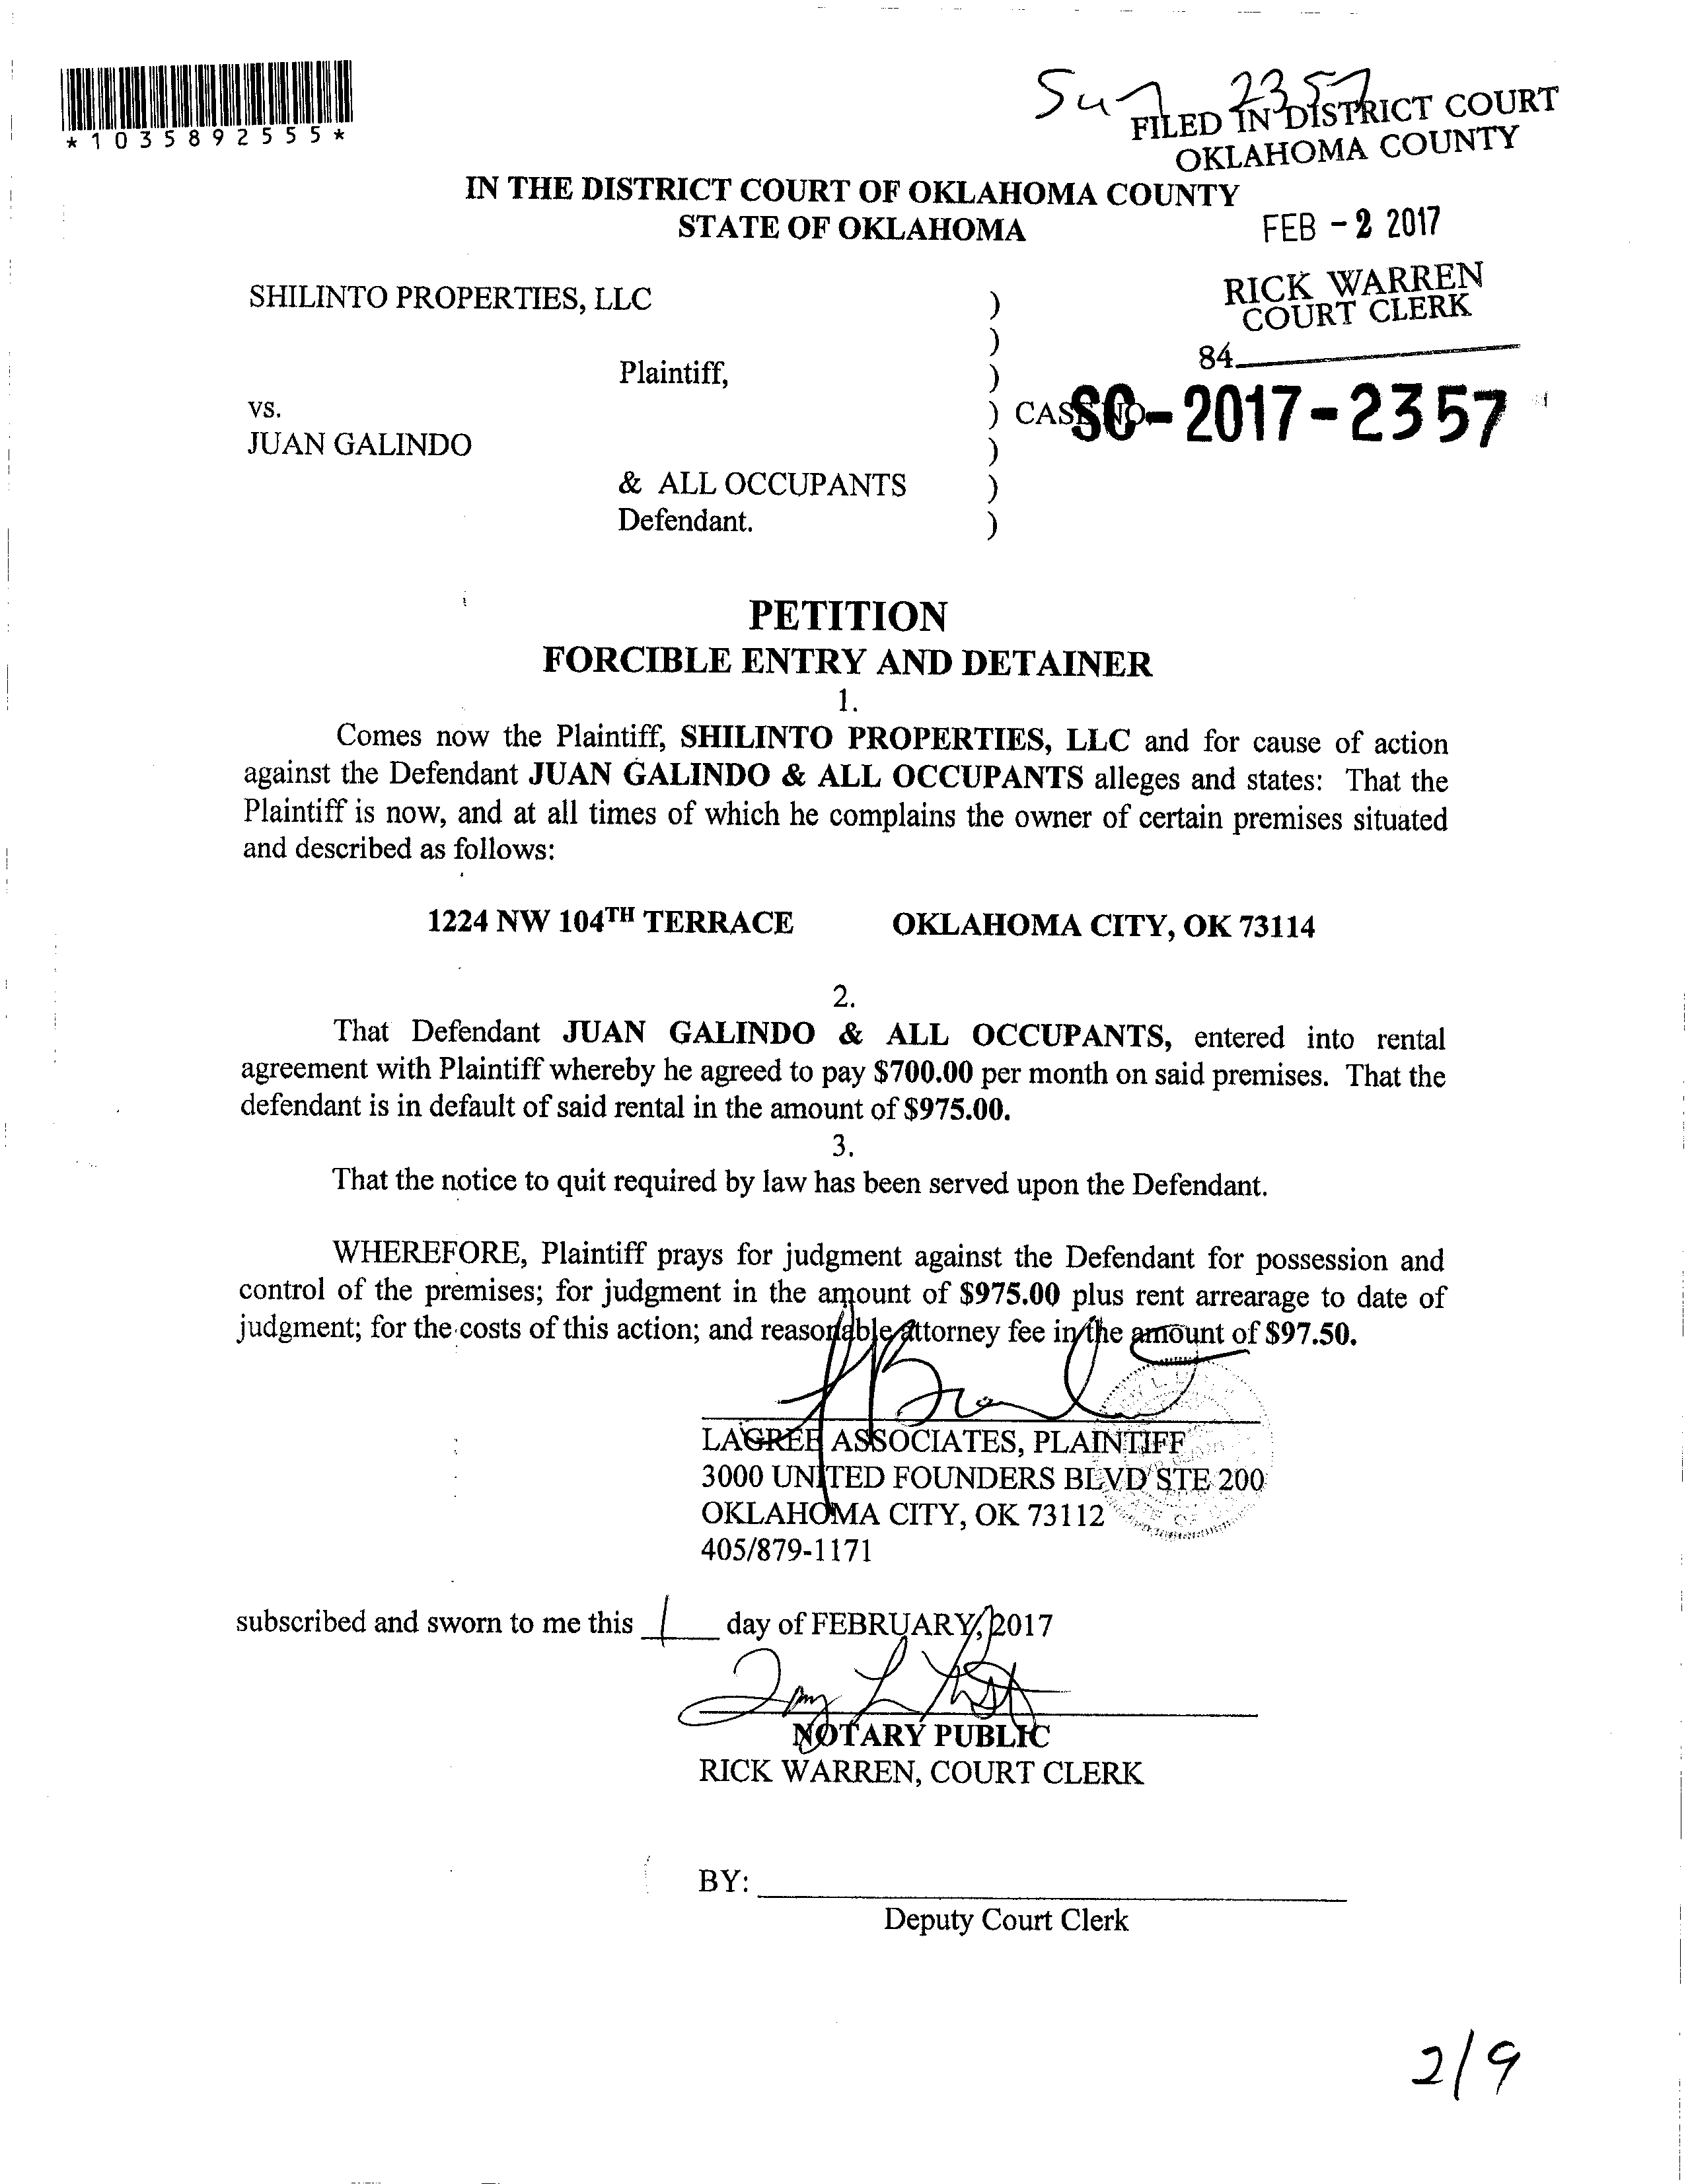 *1035892555*
2357
FILED IN DISTRICT COURT
OKLAHOMA COUNTY
IN THE DISTRICT COURT OF OKLAHOMA COUNTY
STATE OF OKLAHOMA
FEB - 2 2017
RICK WARREN
COURT CLERK
84
SHILINTO PROPERTIES, LLC )
)
Plaintiff, )
vs. ) CASE NO. SC-2017-2357
JUAN GALINDO )
& ALL OCCUPANTS )
Defendant. )
PETITION
FORCIBLE ENTRY AND DETAINER
1.
Comes now the Plaintiff, SHILINTO PROPERTIES, LLC and for cause of action
against the Defendant JUAN GALINDO & ALL OCCUPANTS alleges and states: That the
Plaintiff is now, and at all times of which he complains the owner of certain premises situated
and described as follows:
1224 NW 104TH TERRACE OKLAHOMA CITY, OK 73114
2.
That Defendant JUAN GALINDO & ALL OCCUPANTS, entered into rental
agreement with Plaintiff whereby he agreed to pay $700.00 per month on said premises. That the
defendant is in default of said rental in the amount of $975.00.
3.
That the notice to quit required by law has been served upon the Defendant.
WHEREFORE, Plaintiff prays for judgment against the Defendant for possession and
control of the premises; for judgment in the amount of $975.00 plus rent arrearage to date of
judgment; for the costs of this action; and reasonable attorney fee in the amount of $97.50.
LAGREE ASSOCIATES, PLAINTIFF
3000 UNITED FOUNDERS BLVD STE 200
OKLAHOMA CITY, OK 73112
405/879-1171
subscribed and sworn to me this 1 day of FEBRUARY, 2017
NOTARY PUBLIC
RICK WARREN, COURT CLERK
BY:
Deputy Court Clerk
2/9